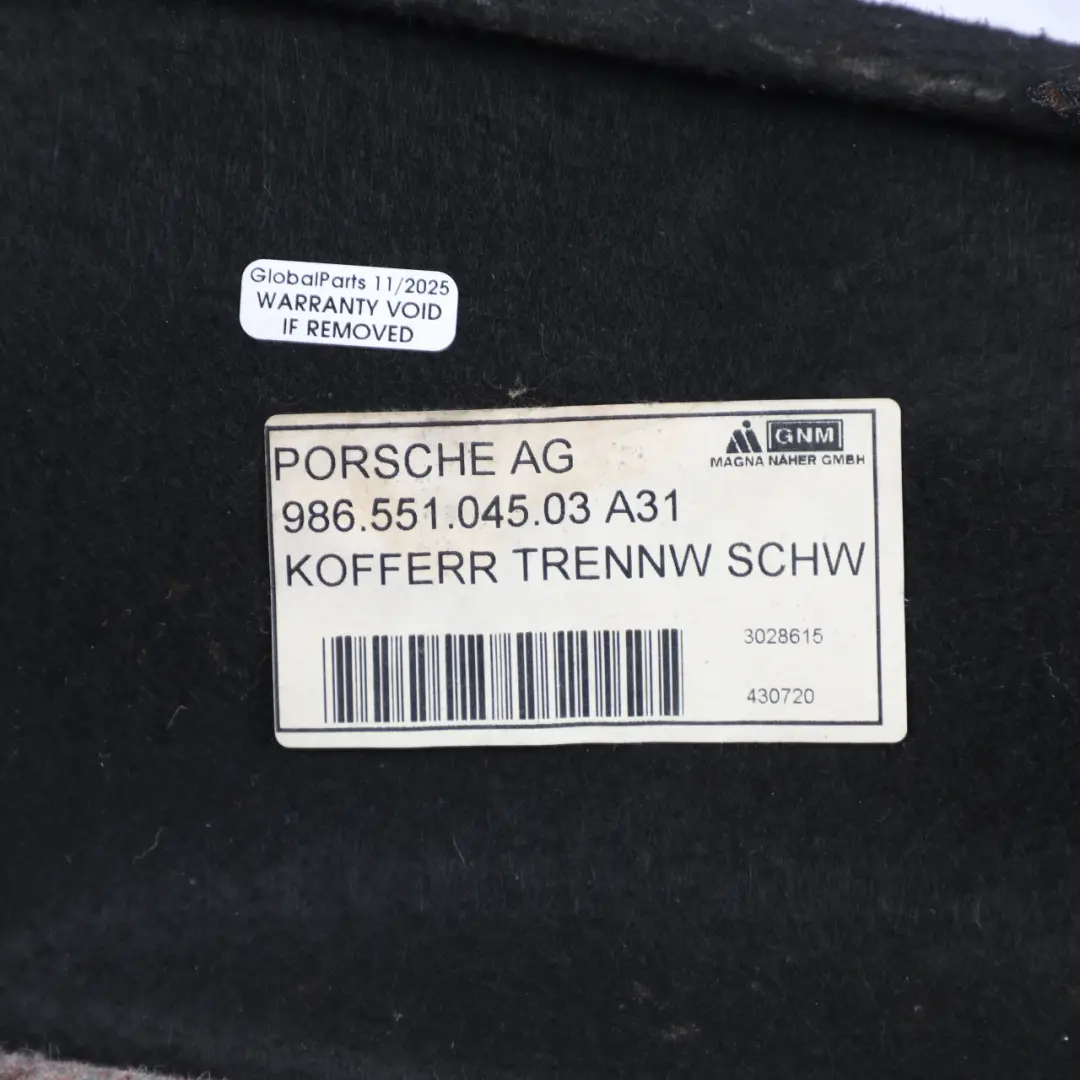 GlobalParts 11/2025
WARRANTY VOID
IF REMOVED
PORSCHE AG
GNM
MAGNA NÄHER GMBH
986.551.045.03 A31
KOFFERR TRENNW SCHW
3028615
430720